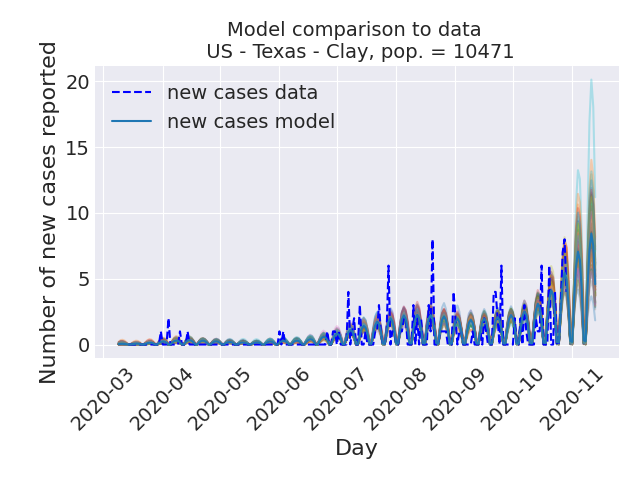 Model comparison to data
US - Texas - Clay, pop. = 10471
new cases data
new cases model
Number of new cases reported
20
15
10
5
0
2020-03
2020-04
2020-05
2020-06
2020-07
2020-08
2020-09
2020-10
2020-11
Day